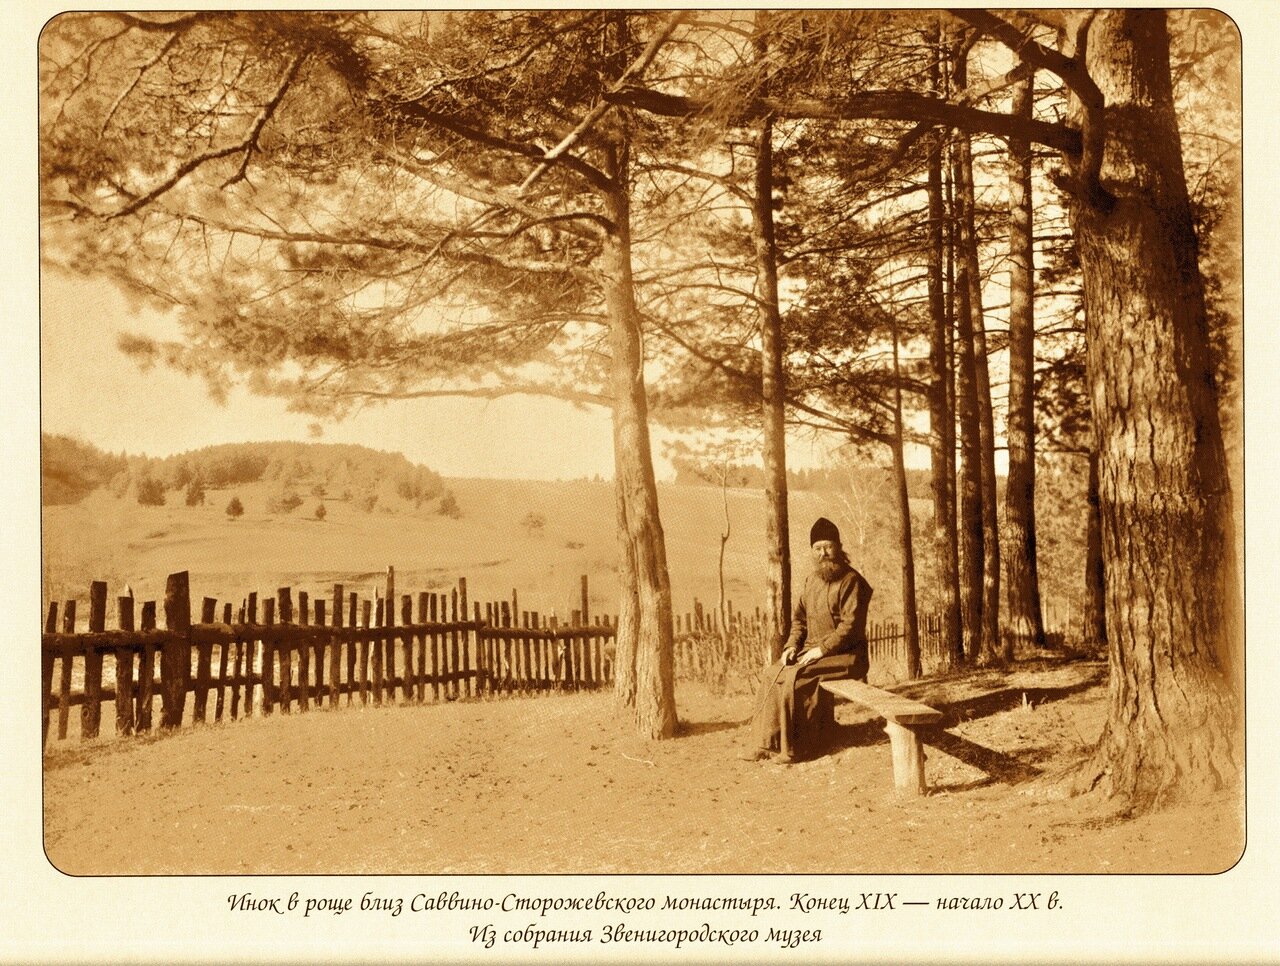 Инок в роще близ Саввино-Сторожевского монастыря. Конец XIX — начало XX в.
Из собрания Звенигородского музея